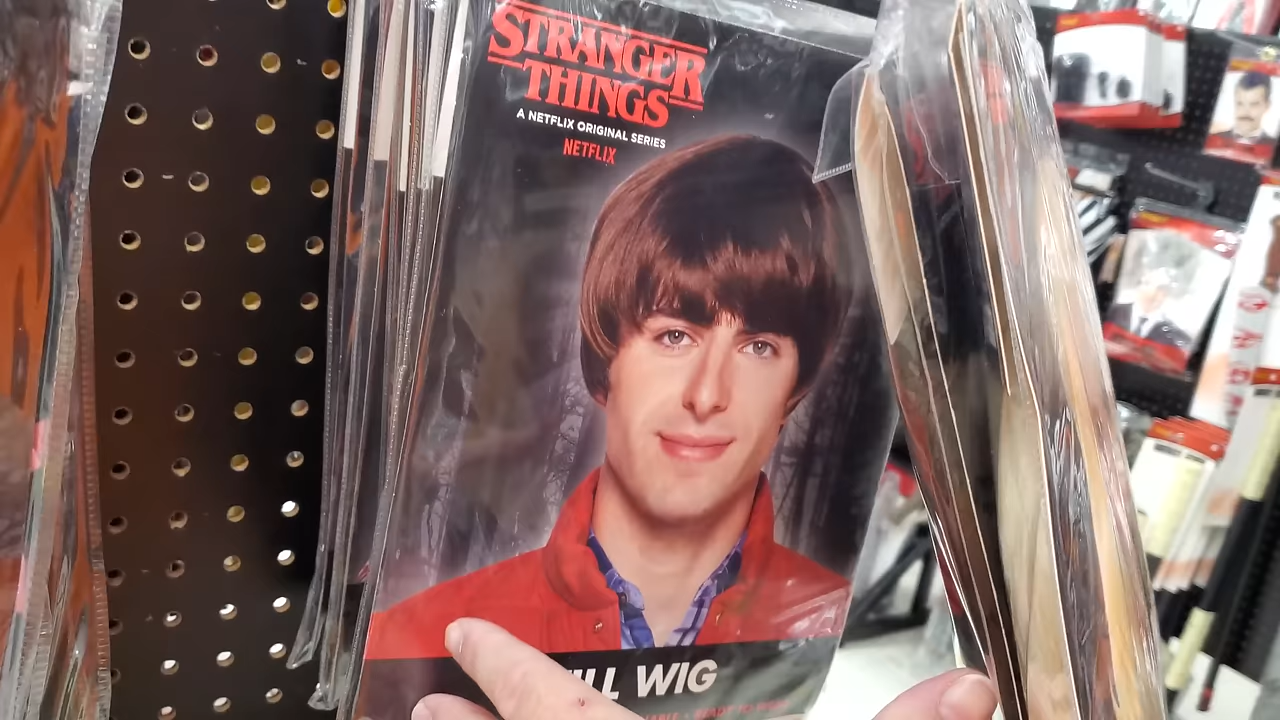 STRANGER
THINGS
A NETFLIX ORIGINAL SERIES
NETFLIX
WIG